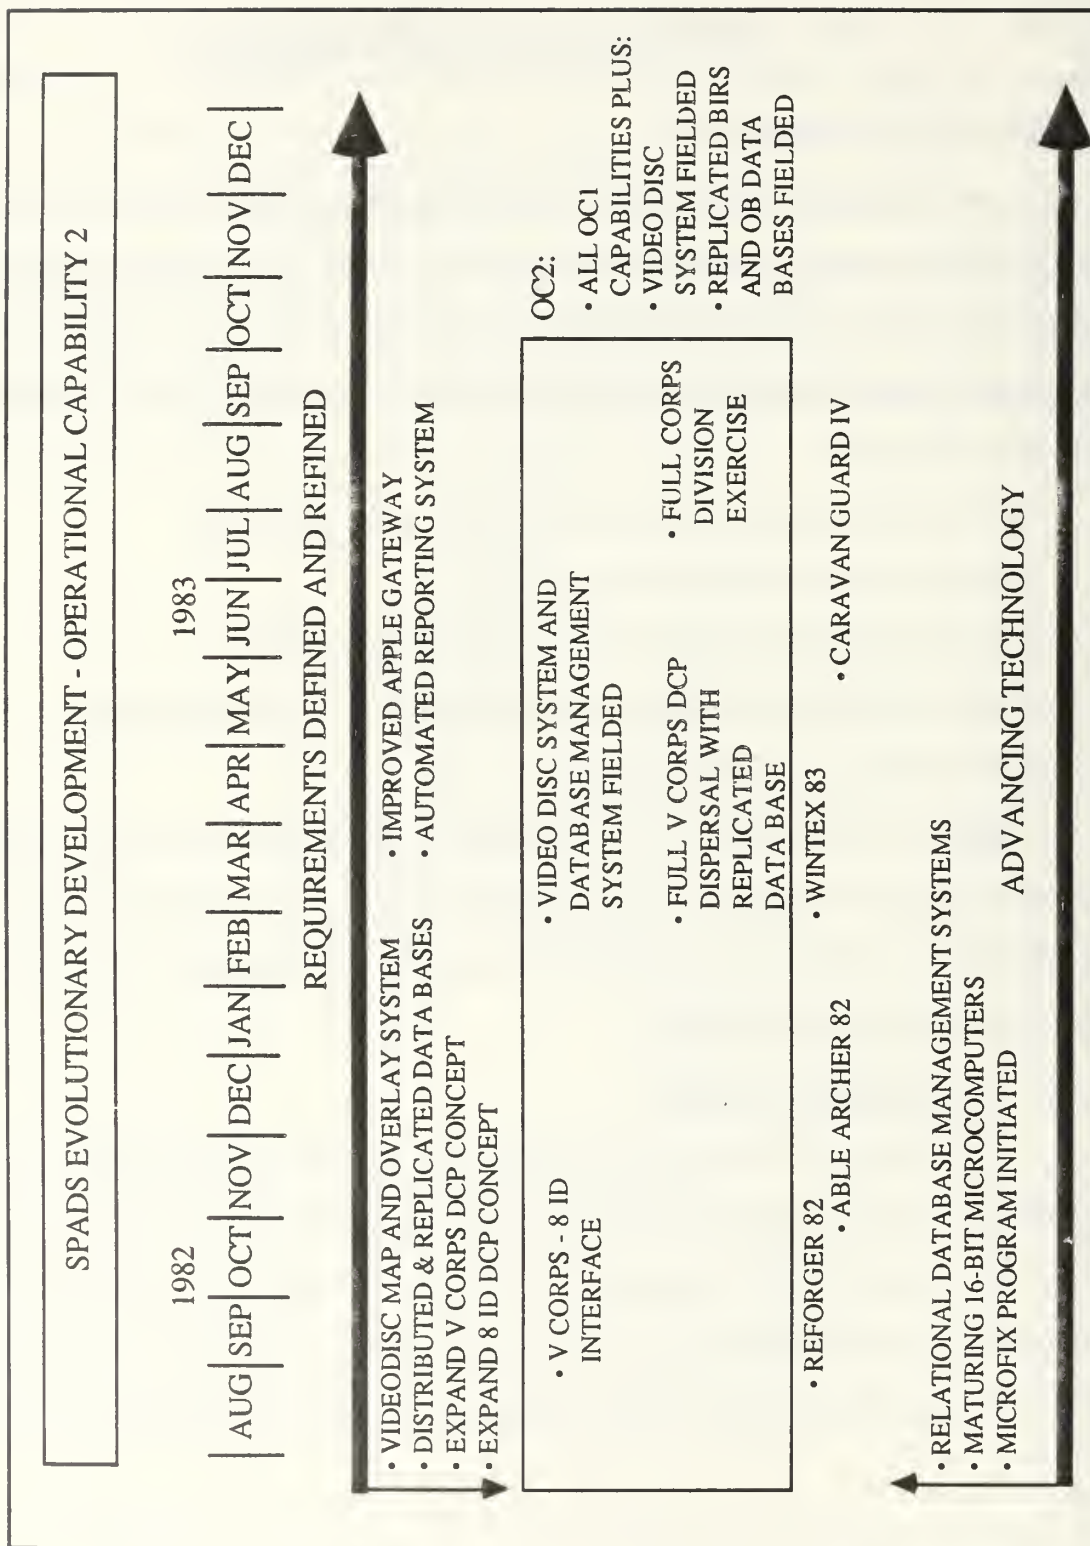 SPADS EVOLUTIONARY DEVELOPMENT - OPERATIONAL CAPABILITY 2
1982
1983
AUG SEP OCT NOV DEC JAN FEB MAR APR MAY JUN JUL AUG SEP OCT NOV DEC
REQUIREMENTS DEFINED AND REFINED
• VIDEODISC MAP AND OVERLAY SYSTEM
• DISTRIBUTED & REPLICATED DATA BASES
• EXPAND V CORPS DCP CONCEPT
• EXPAND 8 ID DCP CONCEPT
• IMPROVED APPLE GATEWAY
• AUTOMATED REPORTING SYSTEM
• V CORPS - 8 ID
INTERFACE
• VIDEO DISC SYSTEM AND
DATABASE MANAGEMENT
SYSTEM FIELDED
• FULL V CORPS DCP
DISPERSAL WITH
REPLICATED
DATA BASE
• FULL CORPS
DIVISION
EXERCISE
OC2:
• ALL OC1
CAPABILITIES PLUS:
• VIDEO DISC
SYSTEM FIELDED
• REPLICATED BIRS
AND OB DATA
BASES FIELDED
• REFORGER 82
• ABLE ARCHER 82
• WINTEX 83
• CARAVAN GUARD IV
• RELATIONAL DATABASE MANAGEMENT SYSTEMS
• MATURING 16-BIT MICROCOMPUTERS
• MICROFIX PROGRAM INITIATED
ADVANCING TECHNOLOGY